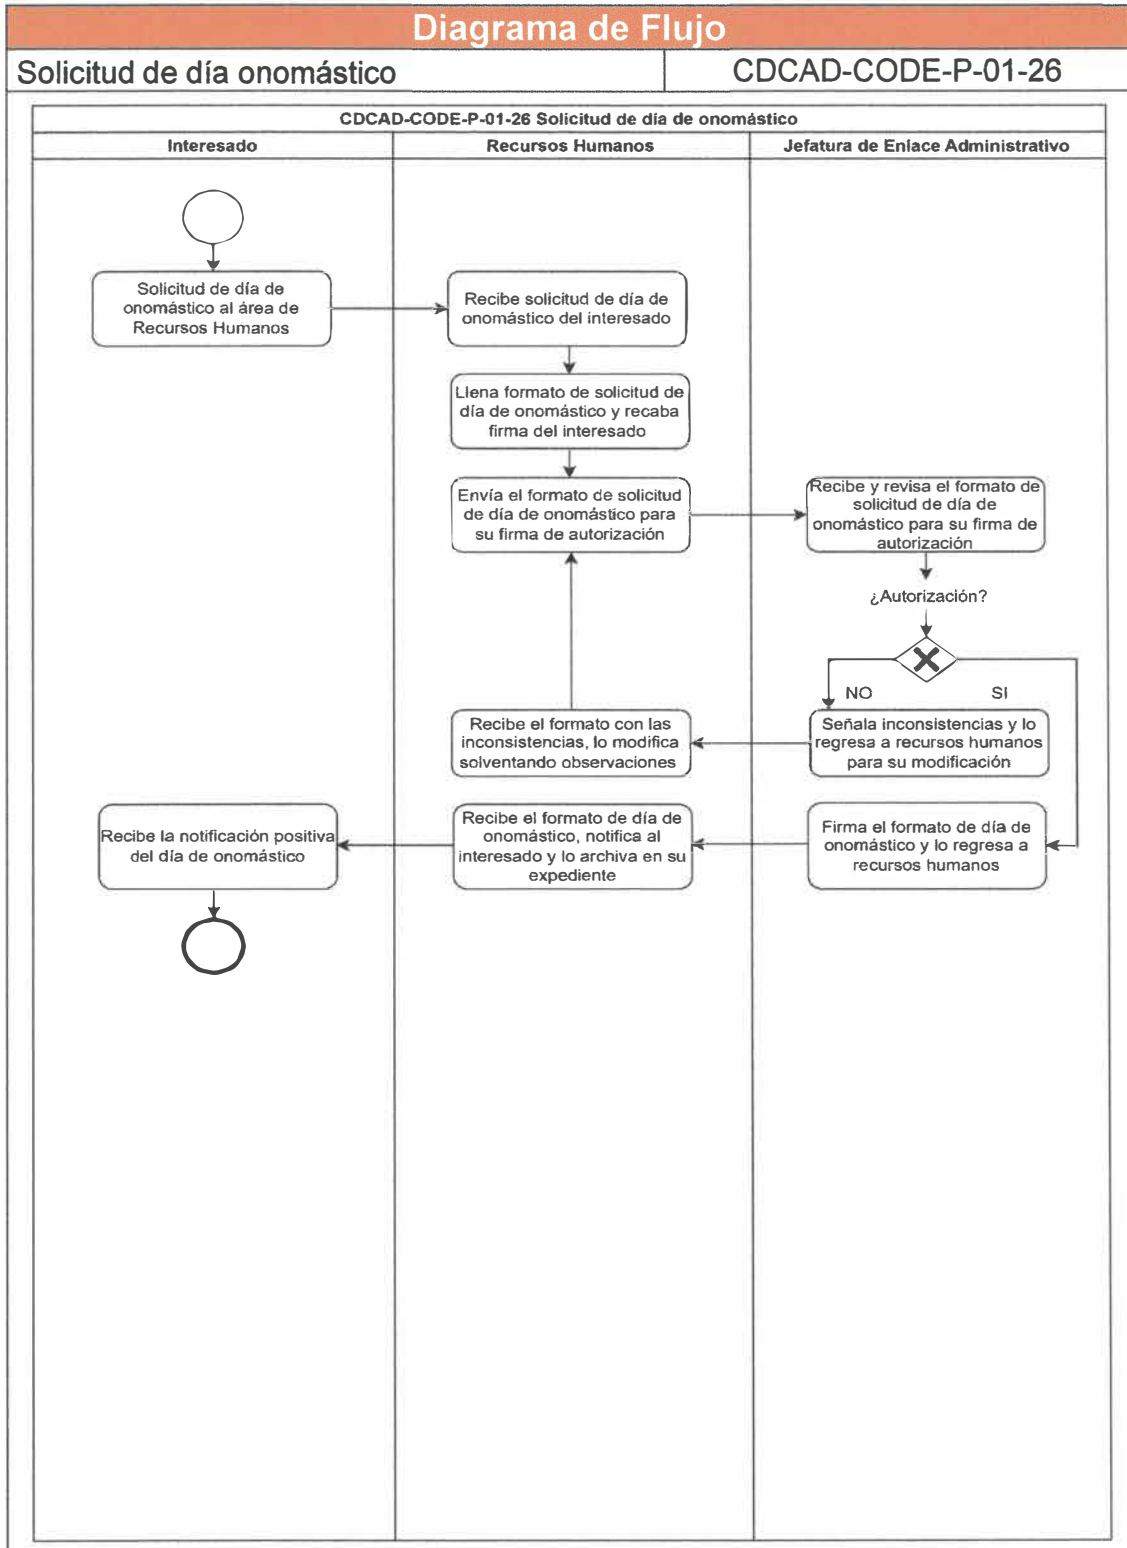 Diagrama de Flujo
Solicitud de día onomástico
CDCAD-CODE-P-01-26
CDCAD-CODE-P-01-26 Solicitud de día de onomástico
Interesado
Recursos Humanos
Jefatura de Enlace Administrativo
Solicitud de día de
onomástico al área de
Recursos Humanos
Recibe solicitud de día de
onomástico del interesado
Llena formato de solicitud de
día de onomástico y recaba
firma del interesado
Envía el formato de solicitud
de día de onomástico para
su firma de autorización
Recibe y revisa el formato de
solicitud de día de
onomástico para su firma de
autorización
¿Autorización?
NO
SI
Señala inconsistencias y lo
regresa a recursos humanos
para su modificación
Recibe el formato con las
inconsistencias, lo modifica
solventando observaciones
Firma el formato de día de
onomástico y lo regresa a
recursos humanos
Recibe el formato de día de
onomástico, notifica al
interesado y lo archiva en su
expediente
Recibe la notificación positiva
del día de onomástico